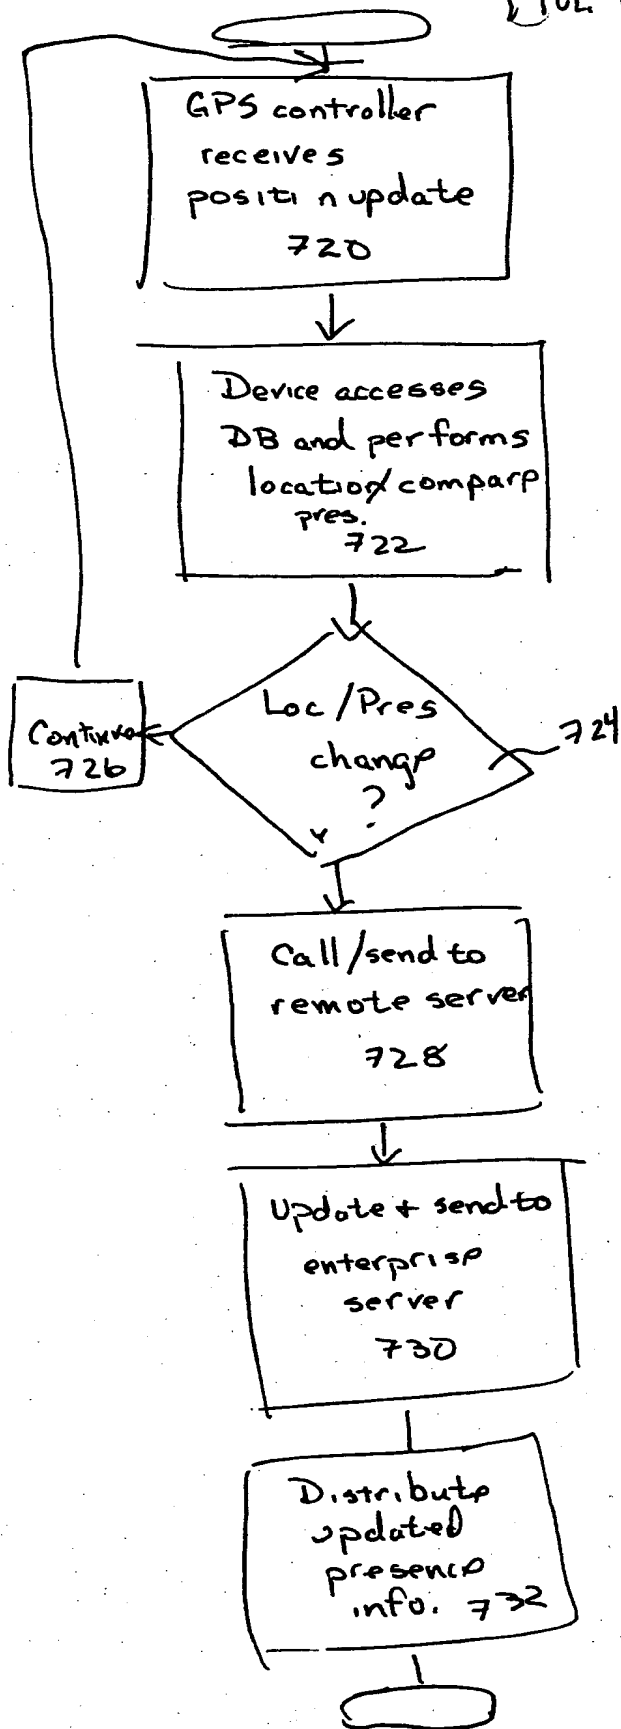 GPS controller
receives
positi n update
720
Device accesses
DB and performs
location/compare
pres.
722
Loc/Pres
change
?
724
Y
Continue
726
Call/send to
remote server
728
Update + send to
enterprise
server
730
Distribute
updated
presence
info. 732